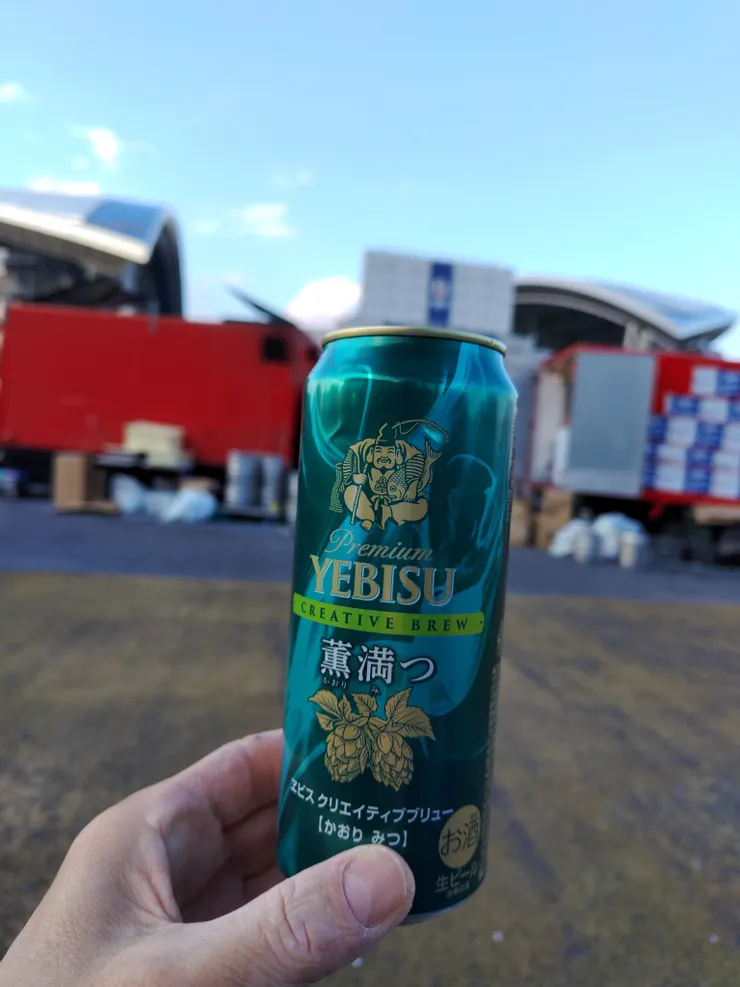 Premium
YEBISU
CREATIVE BREW
薫満つ
かおり み
ヱビス クリエイティブブリュー
【かおり みつ】
お酒
生ビール